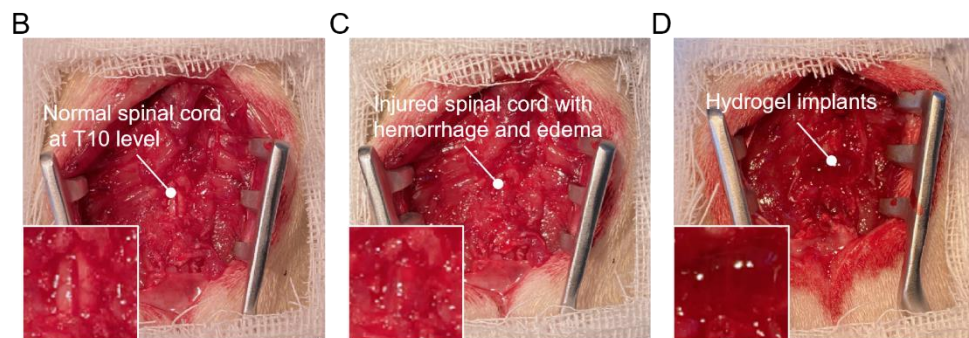 B
C
D
Normal spinal cord
at T10 level
Injured spinal cord with
hemorrhage and edema
Hydrogel implants